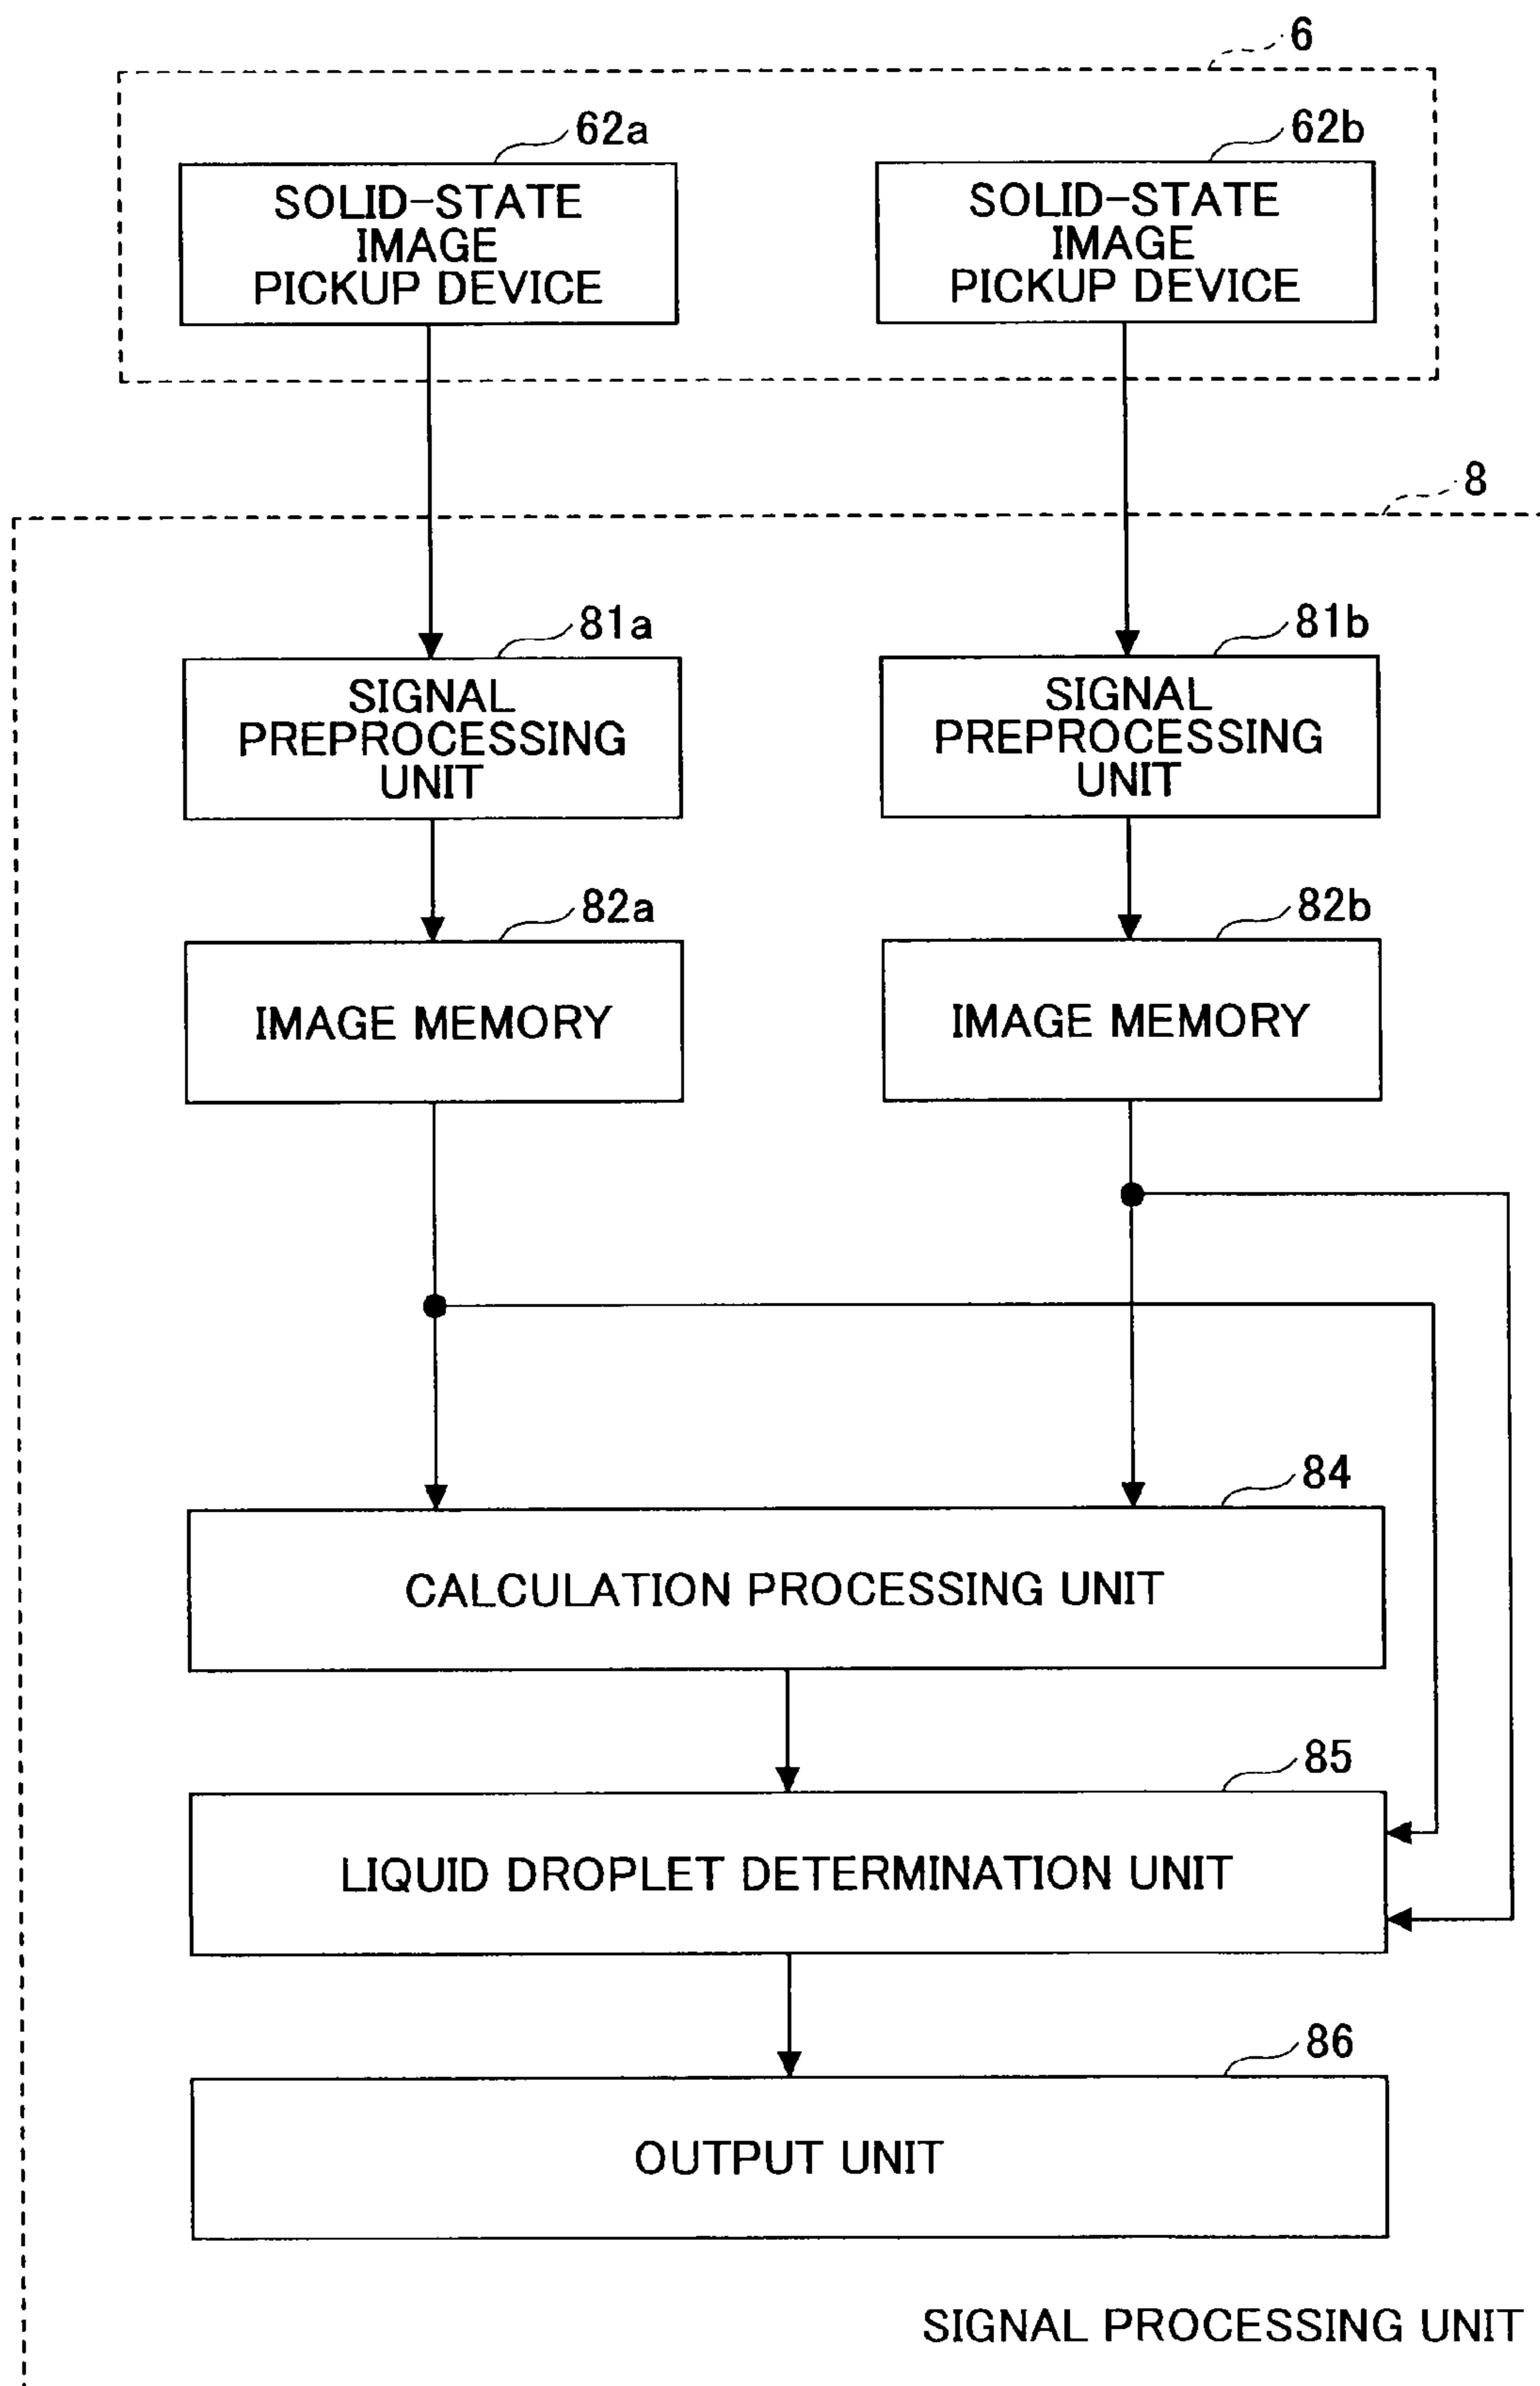 6
62a
62b
SOLID-STATE
IMAGE
PICKUP DEVICE
SOLID-STATE
IMAGE
PICKUP DEVICE
8
81a
81b
SIGNAL
PREPROCESSING
UNIT
SIGNAL
PREPROCESSING
UNIT
82a
82b
IMAGE MEMORY
IMAGE MEMORY
84
CALCULATION PROCESSING UNIT
85
LIQUID DROPLET DETERMINATION UNIT
86
OUTPUT UNIT
SIGNAL PROCESSING UNIT